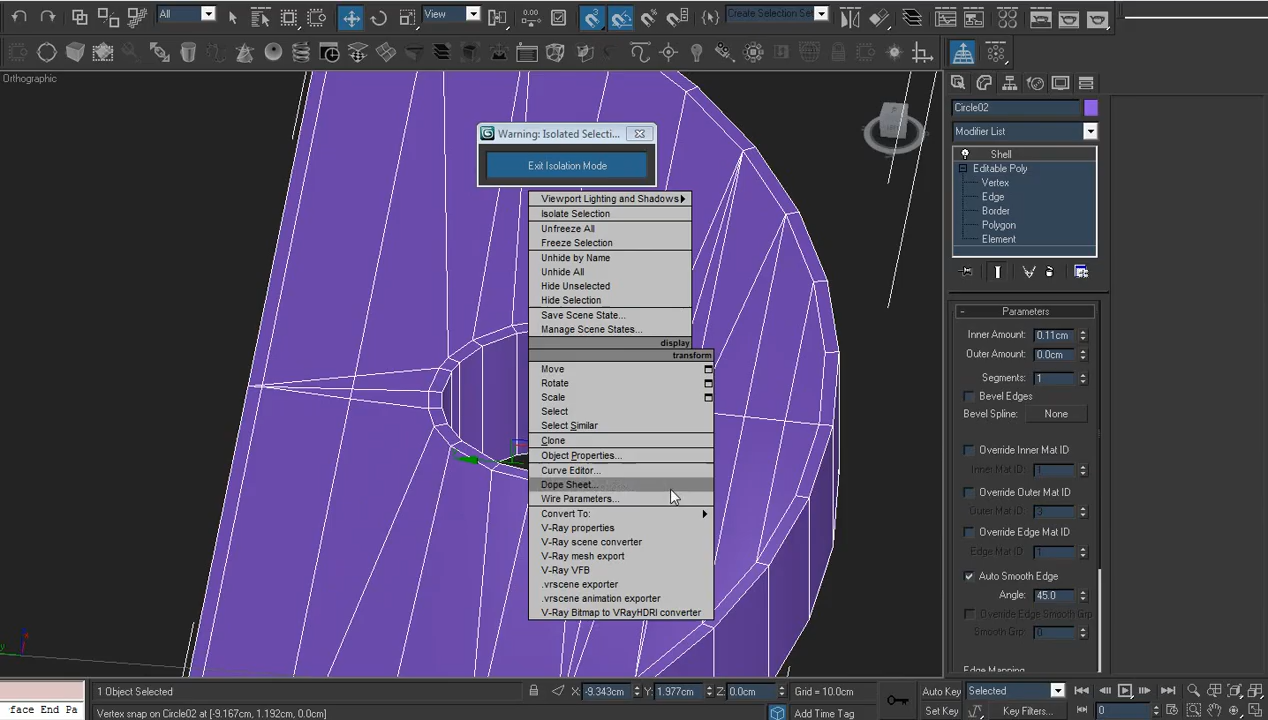 All
View
Create Selection Set
Orthographic
Warning: Isolated Selecti...
Exit Isolation Mode
Viewport Lighting and Shadows
Isolate Selection
Unfreeze All
Freeze Selection
Unhide by Name
Unhide All
Hide Unselected
Hide Selection
Save Scene State...
Manage Scene States...
display
transform
Move
Rotate
Scale
Select
Select Similar
Clone
Object Properties...
Curve Editor...
Dope Sheet...
Wire Parameters...
Convert To:
V-Ray properties
V-Ray scene converter
V-Ray mesh export
V-Ray VFB
.vrscene exporter
.vrscene animation exporter
V-Ray Bitmap to VRayHDRI converter
Circle02
Modifier List
Shell
Editable Poly
Vertex
Edge
Border
Polygon
Element
Parameters
Inner Amount: 0.11cm
Outer Amount: 0.0cm
Segments: 1
Bevel Edges
Bevel Spline: None
Override Inner Mat ID
Inner Mat ID: 1
Override Outer Mat ID
Outer Mat ID: 3
Override Edge Mat ID
Edge Mat ID: 1
Auto Smooth Edge
Angle: 45.0
Override Edge Smooth Grp
Smooth Grp: 0
Edge Mapping
1 Object Selected
X: -9.343cm Y: 1.977cm Z: 0.0cm Grid = 10.0cm
Auto Key Selected
face End Pa
Vertex snap on Circle02 at [-9.167cm, 1.192cm, 0.0cm]
Add Time Tag
Set Key Key Filters... 0